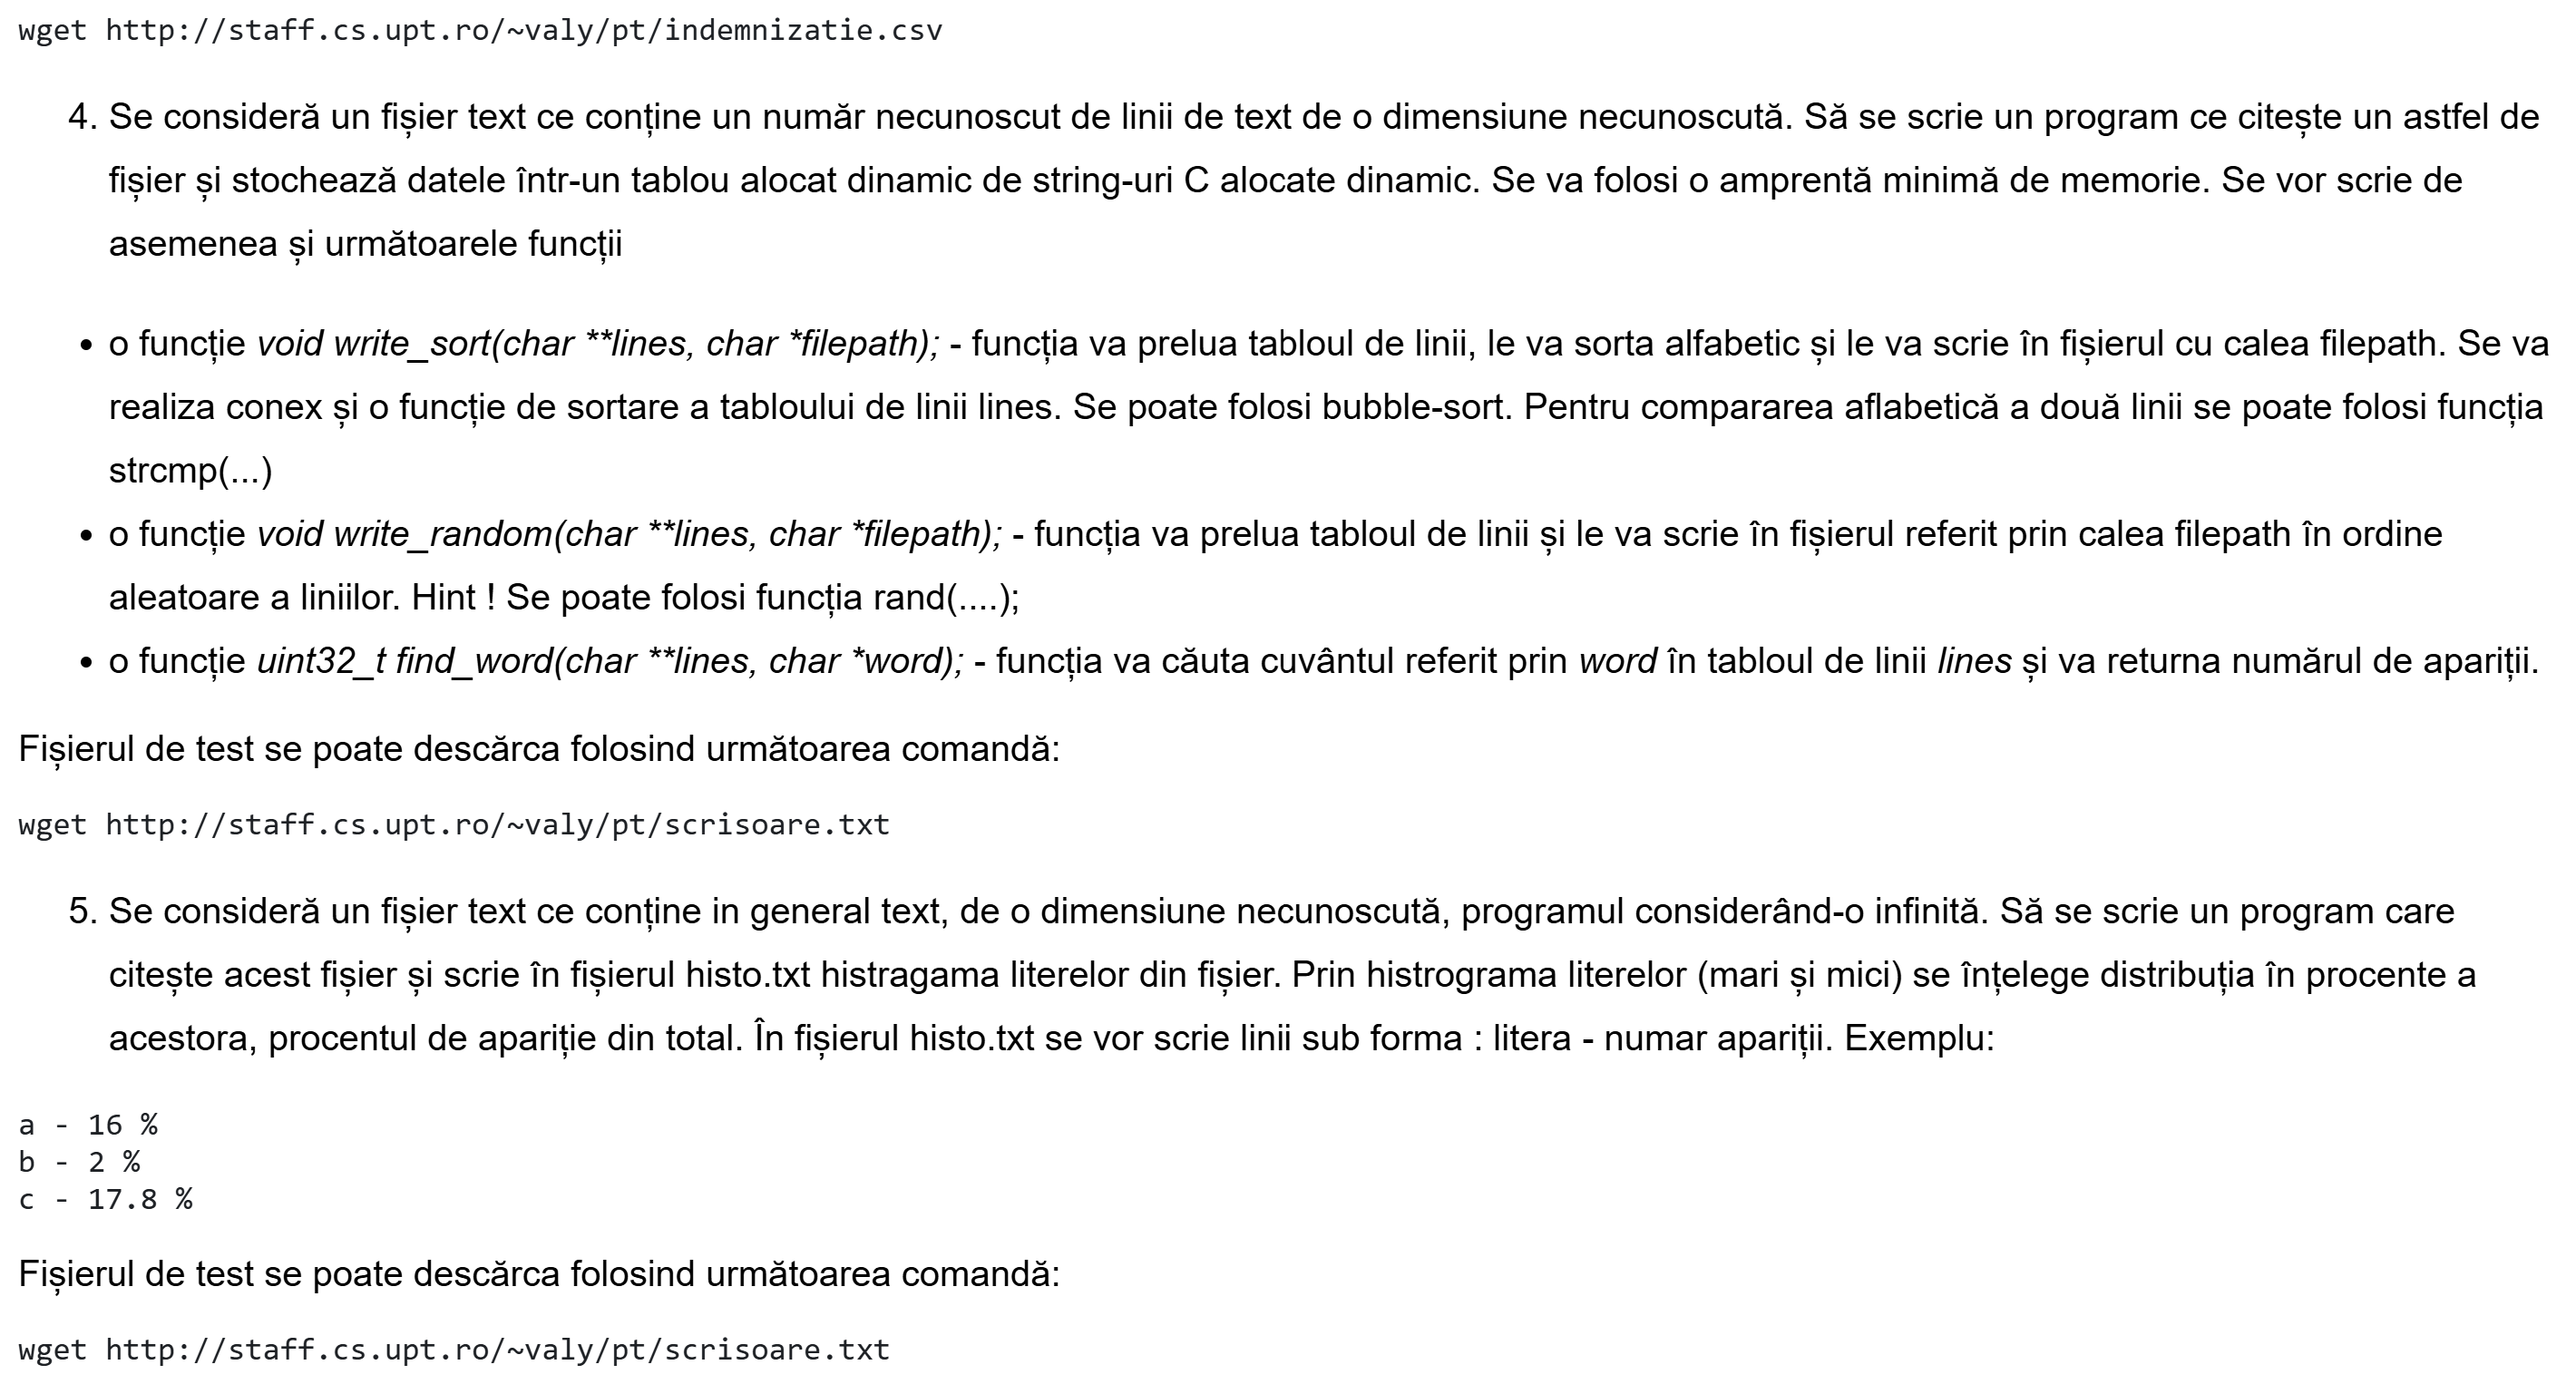 wget http://staff.cs.upt.ro/~valy/pt/indemnizatie.csv
4. Se consideră un fișier text ce conține un număr necunoscut de linii de text de o dimensiune necunoscută. Să se scrie un program ce citește un astfel de
fișier și stochează datele într-un tablou alocat dinamic de string-uri C alocate dinamic. Se va folosi o amprentă minimă de memorie. Se vor scrie de
asemenea și următoarele funcții
• o funcție void write_sort(char **lines, char *filepath); - funcția va prelua tabloul de linii, le va sorta alfabetic și le va scrie în fișierul cu calea filepath. Se va
realiza conex și o funcție de sortare a tabloului de linii lines. Se poate folosi bubble-sort. Pentru compararea aflabetică a două linii se poate folosi funcția
strcmp(...)
• o funcție void write_random(char **lines, char *filepath); - funcția va prelua tabloul de linii și le va scrie în fișierul referit prin calea filepath în ordine
aleatoare a liniilor. Hint ! Se poate folosi funcția rand(....);
• o funcție uint32_t find_word(char **lines, char *word); - funcția va căuta cuvântul referit prin word în tabloul de linii lines și va returna numărul de apariții.
Fișierul de test se poate descărca folosind următoarea comandă:
wget http://staff.cs.upt.ro/~valy/pt/scrisoare.txt
5. Se consideră un fișier text ce conține in general text, de o dimensiune necunoscută, programul considerând-o infinită. Să se scrie un program care
citește acest fișier și scrie în fișierul histo.txt histragama literelor din fișier. Prin histrograma literelor (mari și mici) se înțelege distribuția în procente a
acestora, procentul de apariție din total. În fișierul histo.txt se vor scrie linii sub forma : litera - numar apariții. Exemplu:
a - 16 %
b - 2 %
c - 17.8 %
Fișierul de test se poate descărca folosind următoarea comandă:
wget http://staff.cs.upt.ro/~valy/pt/scrisoare.txt